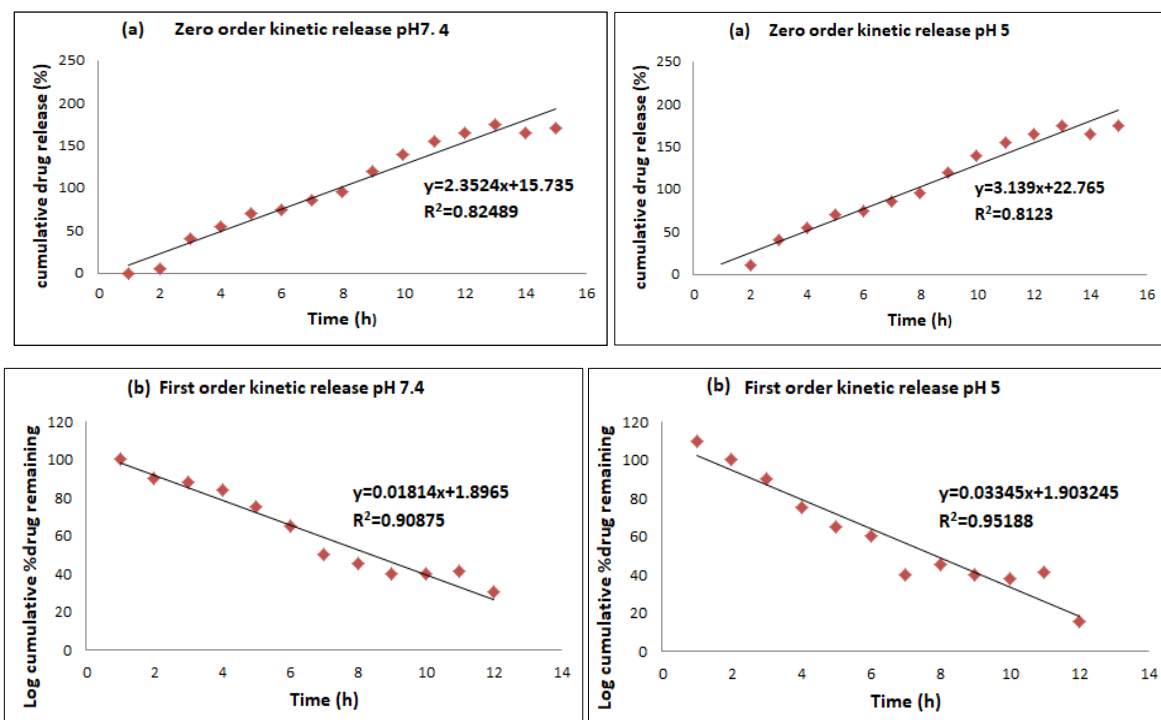 (a) Zero order kinetic release pH7. 4
cumulative drug release (%)
250
200
150
100
50
0
y=2.3524x+15.735
R²=0.82489
0 2 4 6 8 10 12 14 16
Time (h)
(a) Zero order kinetic release pH 5
cumulative drug release (%)
250
200
150
100
50
0
y=3.139x+22.765
R²=0.8123
0 2 4 6 8 10 12 14 16
Time (h)
(b) First order kinetic release pH 7.4
Log cumulative %drug remaining
120
100
80
60
40
20
0
y=0.01814x+1.8965
R²=0.90875
0 2 4 6 8 10 12 14
Time (h)
(b) First order kinetic release pH 5
Log cumulative %drug remaining
120
100
80
60
40
20
0
y=0.03345x+1.903245
R²=0.95188
0 2 4 6 8 10 12 14
Time (h)